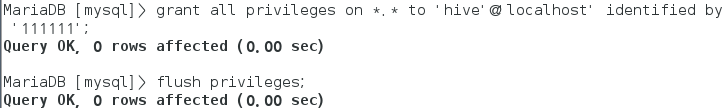 MariaDB [mysql]> grant all privileges on *.* to 'hive'@'localhost' identified by
'111111';
Query OK, 0 rows affected (0.00 sec)
MariaDB [mysql]> flush privileges;
Query OK, 0 rows affected (0.00 sec)